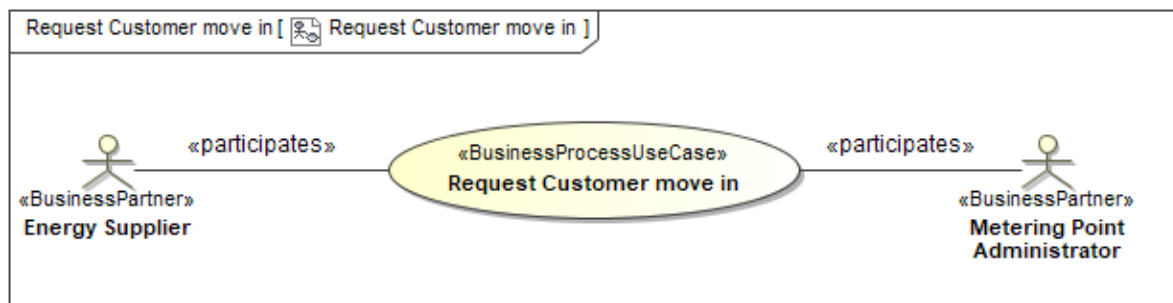 Request Customer move in [ Request Customer move in ]
«participates»
«BusinessProcessUseCase»
Request Customer move in
«participates»
«BusinessPartner»
Energy Supplier
«BusinessPartner»
Metering Point
Administrator